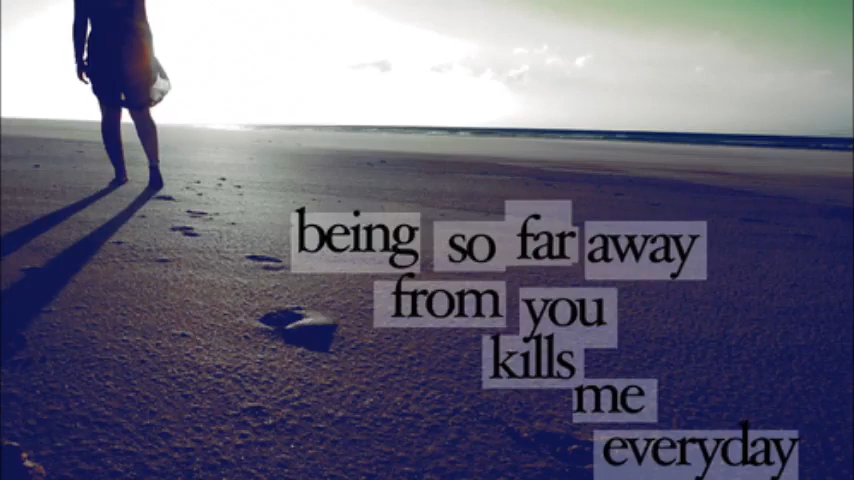 being so far away
from you
kills
me
everyday